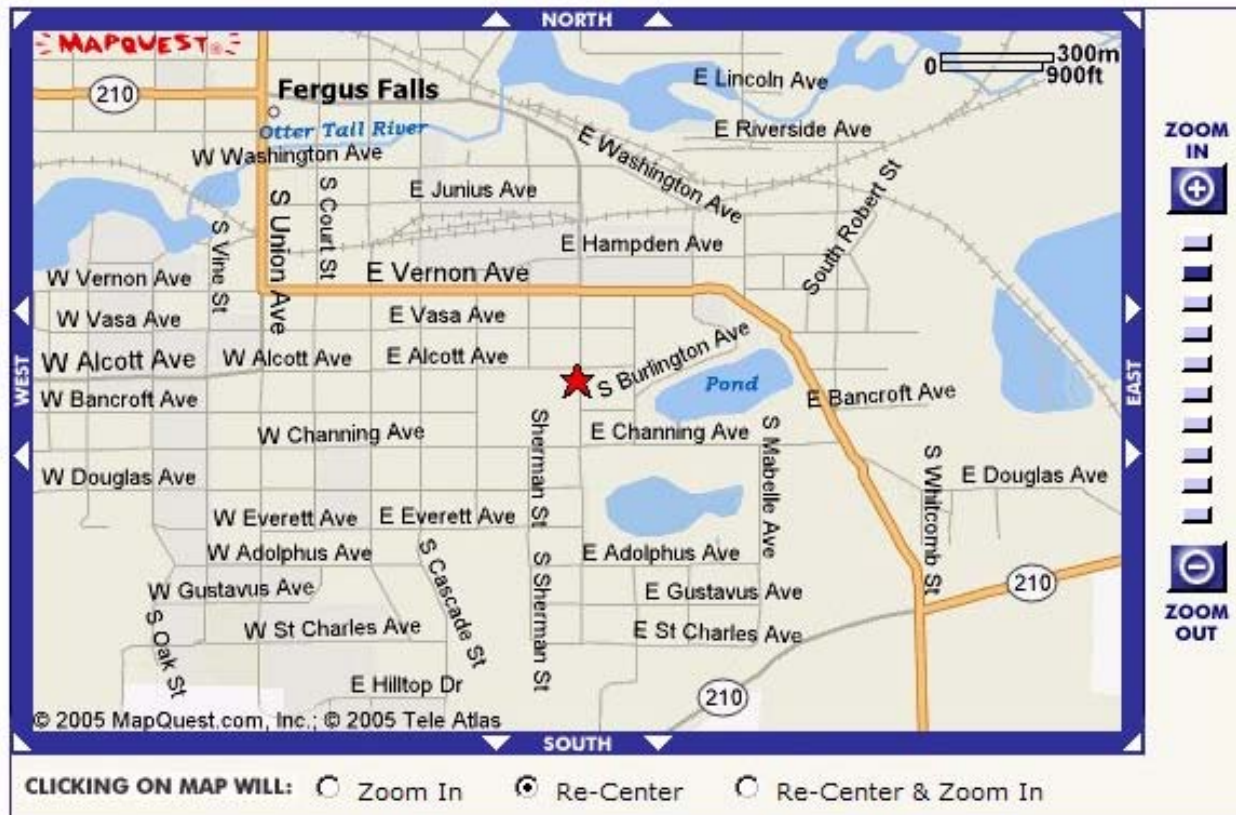 NORTH
MAPQUEST
300m
0
900ft
210
Fergus Falls
E Lincoln Ave
Otter Tail River
E Riverside Ave
ZOOM
IN
W Washington Ave
E Washington Ave
S Court St
E Junius Ave
South Robert St
S Union Ave
S Vine St
E Hampden Ave
W Vernon Ave
E Vernon Ave
W Vasa Ave
E Vasa Ave
W Alcott Ave
W Alcott Ave
E Alcott Ave
S Burlington Ave
WEST
EAST
Pond
W Bancroft Ave
E Bancroft Ave
W Channing Ave
Sherman St
E Channing Ave
S Mabelle Ave
S Whitcomb St
W Douglas Ave
E Douglas Ave
W Everett Ave
E Everett Ave
W Adolphus Ave
S Cascade St
S Sherman St
E Adolphus Ave
W Gustavus Ave
E Gustavus Ave
210
ZOOM
OUT
S Oak St
W St Charles Ave
E St Charles Ave
E Hilltop Dr
210
© 2005 MapQuest.com, Inc.; © 2005 Tele Atlas
SOUTH
CLICKING ON MAP WILL: Zoom In Re-Center Re-Center & Zoom In